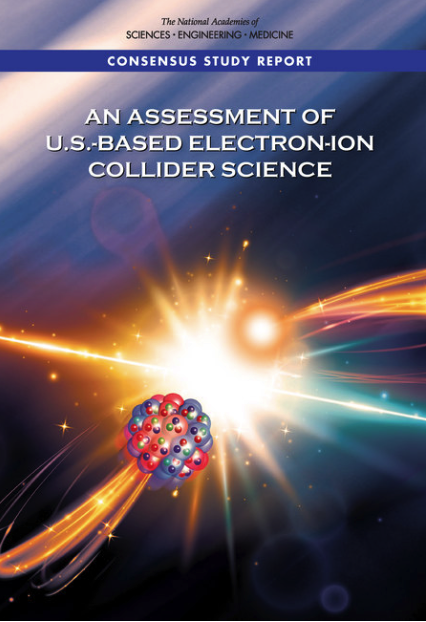 The National Academies of
SCIENCES • ENGINEERING • MEDICINE
CONSENSUS STUDY REPORT
AN ASSESSMENT OF
U.S.-BASED ELECTRON-ION
COLLIDER SCIENCE